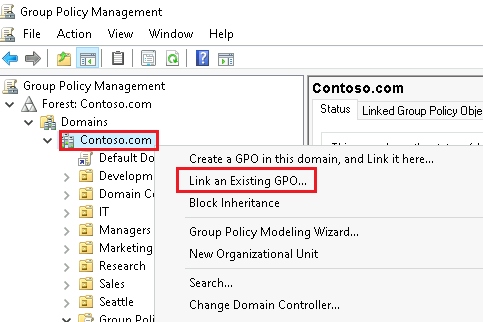 Group Policy Management
File Action View Window Help
Group Policy Management
Forest: Contoso.com
Domains
Contoso.com
Default Do
Developm
Domain Co
IT
Managers
Marketing
Research
Sales
Seattle
Group Poli
Contoso.com
Status Linked Group Policy Obje
Create a GPO in this domain, and Link it here...
Link an Existing GPO...
Block Inheritance
Group Policy Modeling Wizard...
New Organizational Unit
Search...
Change Domain Controller...